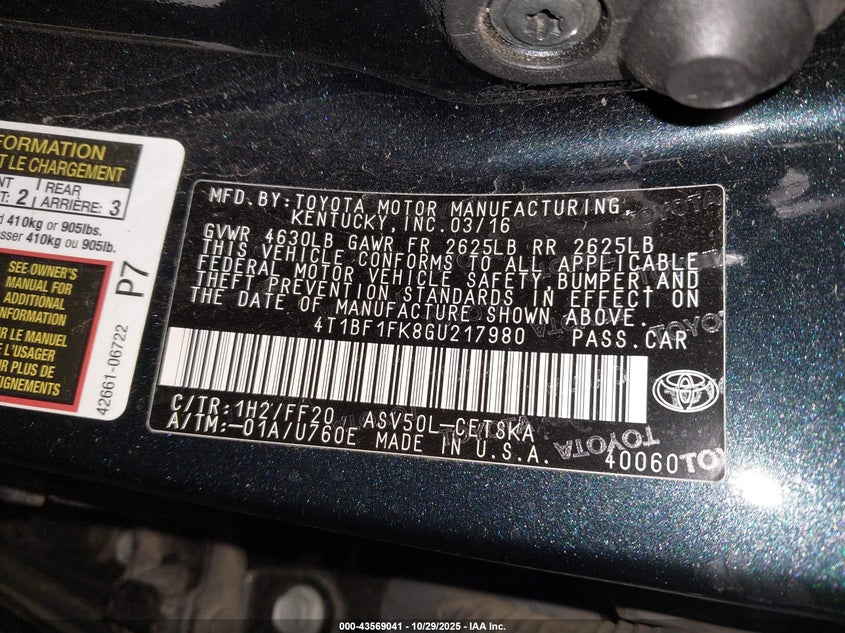 FORMATION
T LE CHARGEMENT
NT REAR
T: 2 ARRIÈRE: 3
d 410kg or 905lbs.
sser 410kg ou 905lb.
SEE OWNER'S
MANUAL FOR
ADDITIONAL
INFORMATION
LE MANUEL
L'USAGER
PLUS DE
IGNEMENTS
P7
42661-06722
MFD.BY:TOYOTA MOTOR MANUFACTURING,
KENTUCKY, INC.03/16
GVWR 4630LB GAWR FR 2625LB RR 2625LB
THIS VEHICLE CONFORMS TO ALL APPLICABLE
FEDERAL MOTOR VEHICLE SAFETY,BUMPER,AND
THEFT PREVENTION STANDARDS IN EFFECT ON
THE DATE OF MANUFACTURE SHOWN ABOVE.
4T1BF1FK8GU217980 PASS.CAR
C/TR:1H2/FF20 ASV50L-CETSKA
A/TM:-01A/U760E MADE IN U.S.A.
40060
TOYOTA
000-43569041 - 10/29/2025 - IAA Inc.